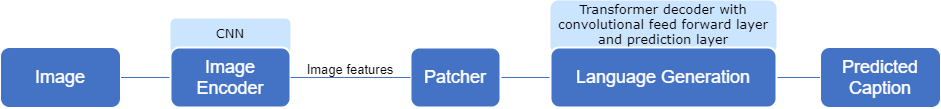 Image
CNN
Image
Encoder
Image features
Patcher
Transformer decoder with
convolutional feed forward layer
and prediction layer
Language Generation
Predicted
Caption